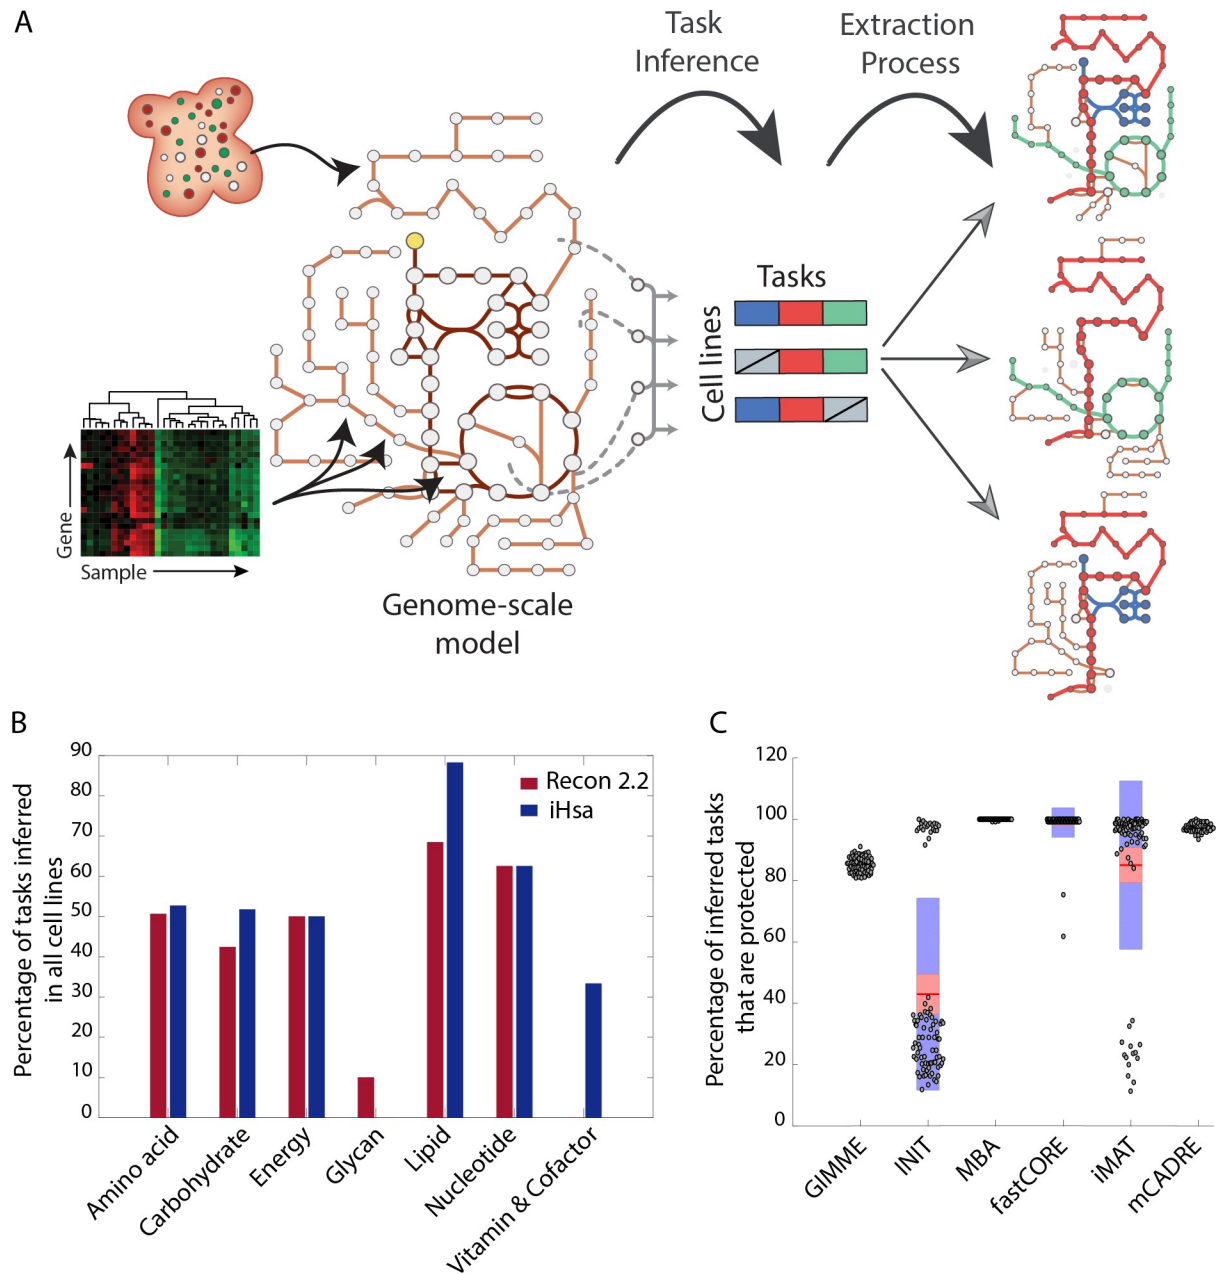 A
Task
Inference
Extraction
Process
Tasks
Cell lines
Gene
Sample
Genome-scale
model
B
Percentage of tasks inferred
in all cell lines
90
80
70
60
50
40
30
20
10
0
Recon 2.2
iHsa
Amino acid
Carbohydrate
Energy
Glycan
Lipid
Nucleotide
Vitamin & Cofactor
C
Percentage of inferred tasks
that are protected
120
100
80
60
40
20
0
GIMME
INIT
MBA
fastCORE
iMAT
mCADRE